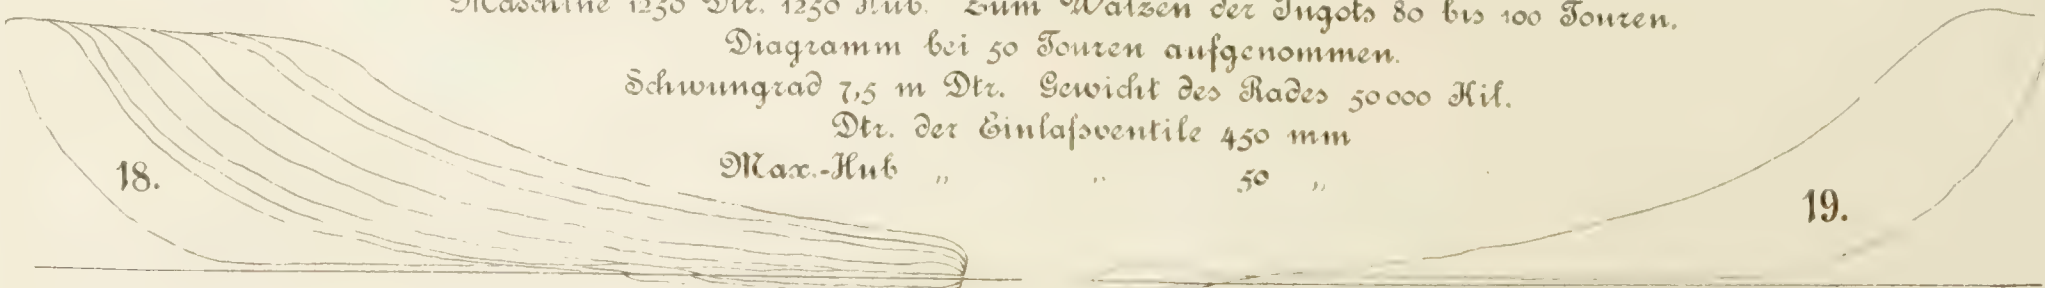 Maschine 1250 Dtr. 1250 Hub. Zum Walzen der Ingots 80 bis 100 Touren.
Diagramm bei 50 Touren aufgenommen.
Schwungrad 7,5 m Dtr. Gewicht des Rades 50000 Kil.
Dtr. der Einlaſsventile 450 mm
Max.-Hub „ „ 50 „
18.
19.